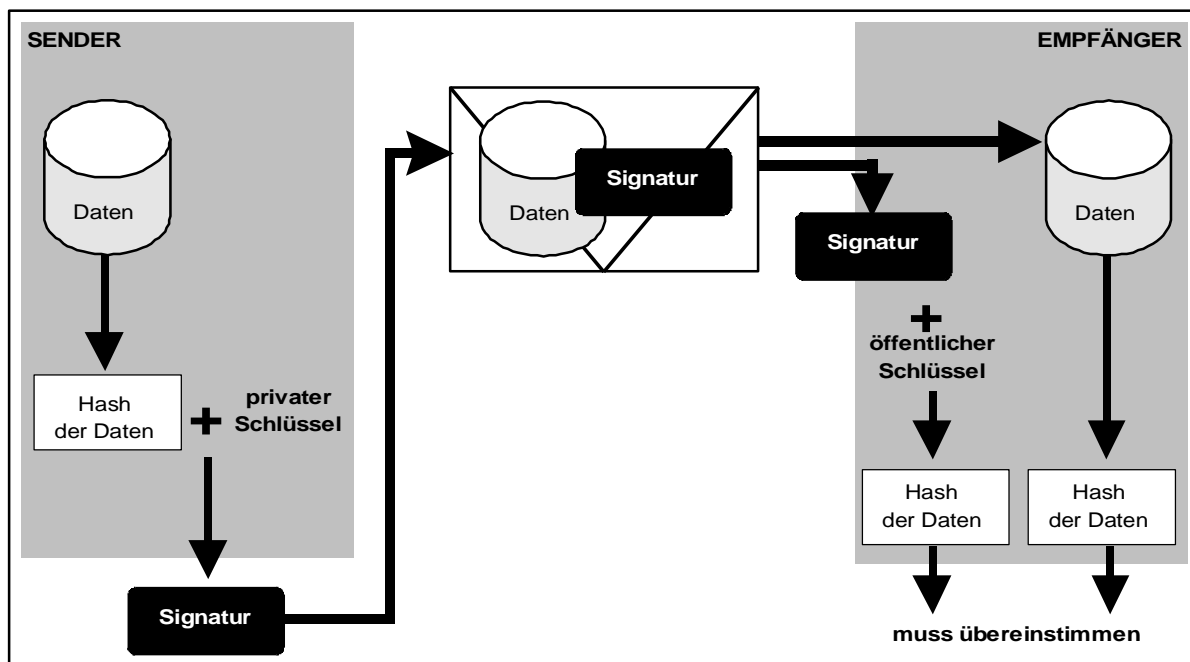 SENDER
Daten
Hash
der Daten
privater
Schlüssel
Signatur
Daten
Signatur
EMPFÄNGER
Signatur
Daten
öffentlicher
Schlüssel
Hash
der Daten
Hash
der Daten
muss übereinstimmen